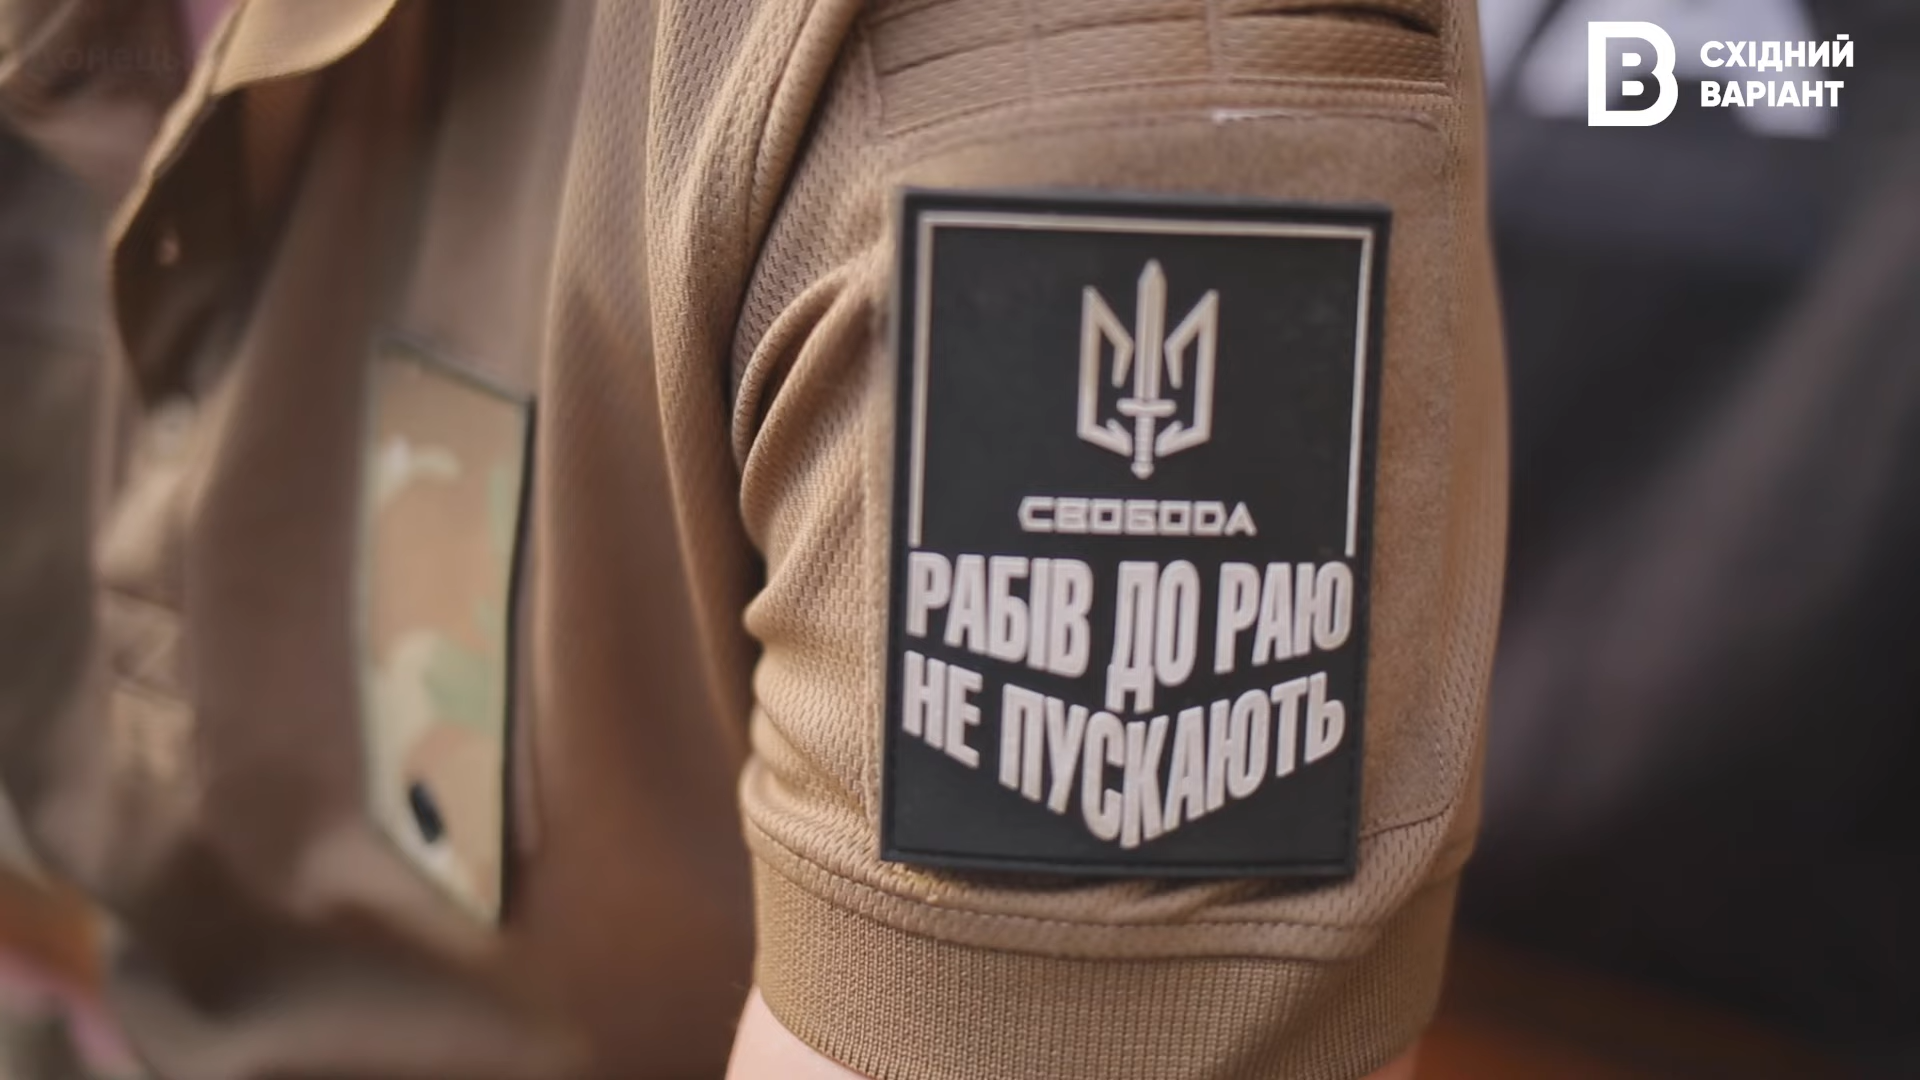 СХІДНИЙ
ВАРІАНТ
СВОБОДА
РАБІВ ДО РАЮ
НЕ ПУСКАЮТЬ